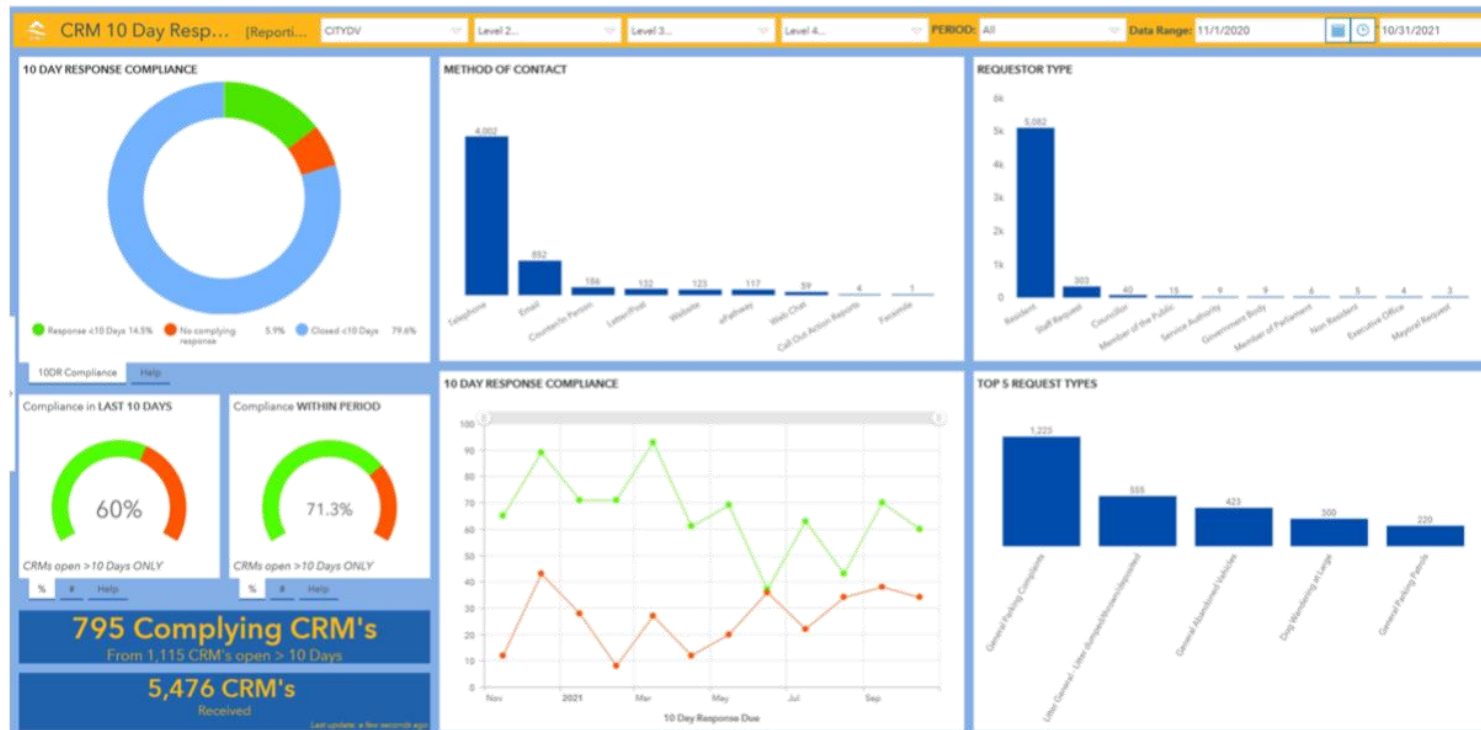 CRM 10 Day Resp... [Reporti... CITYDV Level 2... Level 3... Level 4... PERIOD: All Data Range: 11/1/2020 10/31/2021
10 DAY RESPONSE COMPLIANCE
Response <10 Days 14.5% No complying response 5.9% Closed <10 Days 79.6%
10DR Compliance Help
METHOD OF CONTACT
4,002
892
186
132
123
117
59
4
1
Telephone
Email
Counter/In Person
Letter/Post
Website
ePathway
Web Chat
Call Out Action Reports
Facsimile
REQUESTOR TYPE
6k
5k
4k
3k
2k
1k
0
5,082
303
40
15
9
9
6
5
4
3
Resident
Staff Request
Councillor
Member of the Public
Service Authority
Government Body
Member of Parliament
Non Resident
Executive Office
Mayoral Request
Compliance in LAST 10 DAYS
60%
CRMs open >10 Days ONLY
% # Help
Compliance WITHIN PERIOD
71.3%
CRMs open >10 Days ONLY
% # Help
795 Complying CRM's
From 1,115 CRM's open > 10 Days
5,476 CRM's
Received
Last update: a few seconds ago
10 DAY RESPONSE COMPLIANCE
100
90
80
70
60
50
40
30
20
10
0
Nov 2021 Mar May Jul Sep
10 Day Response Due
TOP 5 REQUEST TYPES
1,225
555
423
300
220
General Parking Complaints
Litter General - Litter dumped/thrown/deposited
General Abandoned Vehicles
Dog Wandering at Large
General Parking Patrols